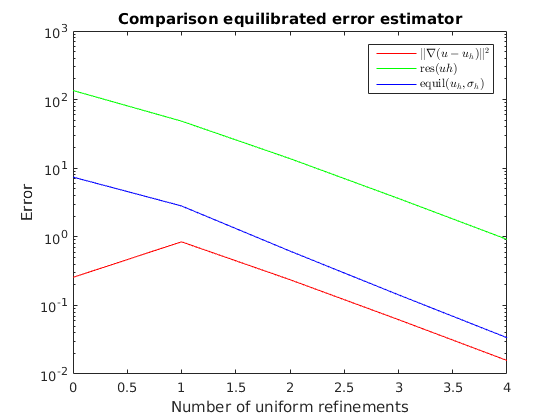 Comparison equilibrated error estimator
||∇(u − u_h)||²
res(uh)
equil(u_h, σ_h)
Error
10³
10²
10¹
10⁰
10⁻¹
10⁻²
0 0.5 1 1.5 2 2.5 3 3.5 4
Number of uniform refinements